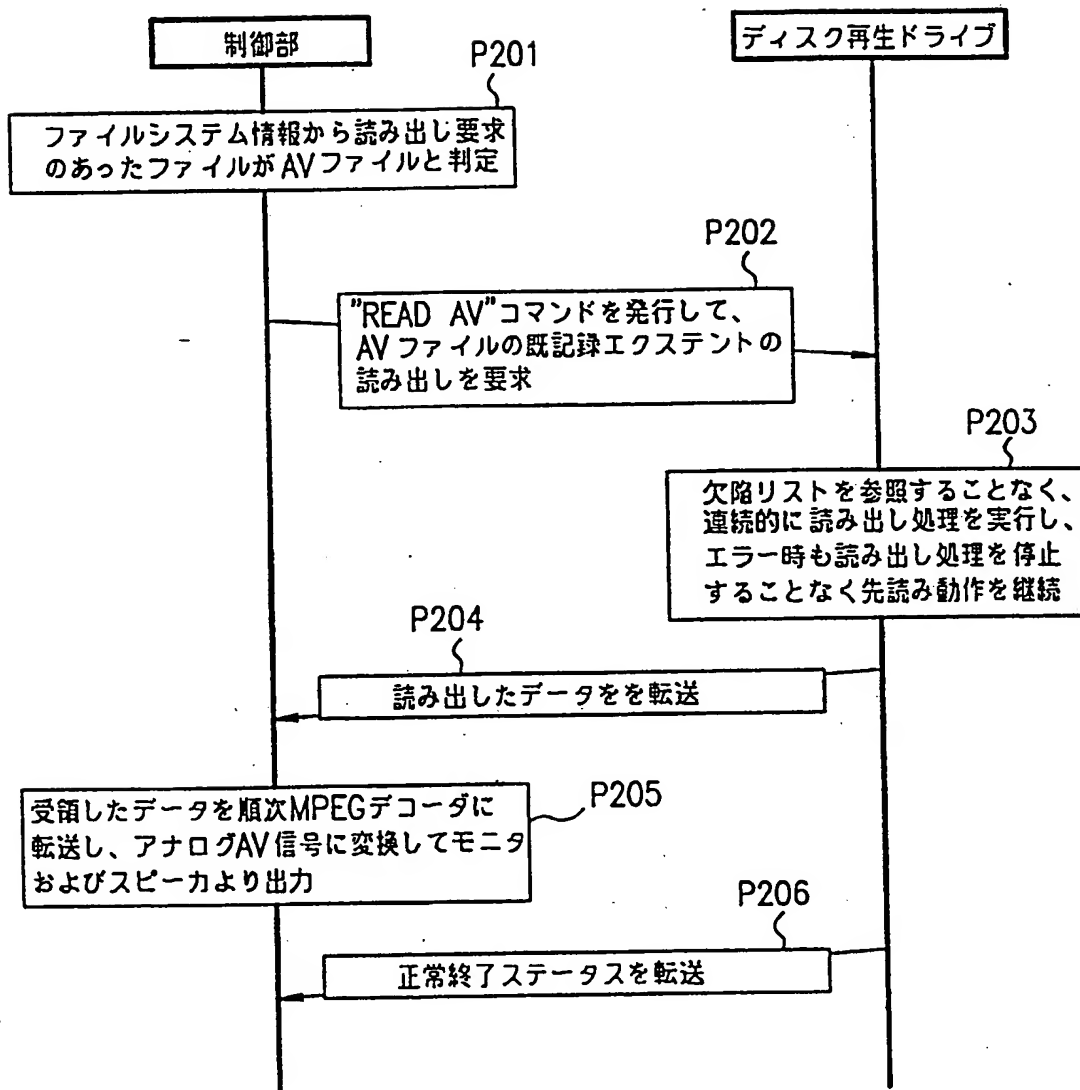 制御部
ディスク再生ドライブ
P201
ファイルシステム情報から読み出し要求
のあったファイルがAVファイルと判定
P202
"READ AV"コマンドを発行して、
AVファイルの既記録エクステントの
読み出しを要求
P203
欠陥リストを参照することなく、
連続的に読み出し処理を実行し、
エラー時も読み出し処理を停止
することなく先読み動作を継続
P204
読み出したデータをを転送
P205
受領したデータを順次MPEGデコーダに
転送し、アナログAV信号に変換してモニタ
およびスピーカより出力
P206
正常終了ステータスを転送